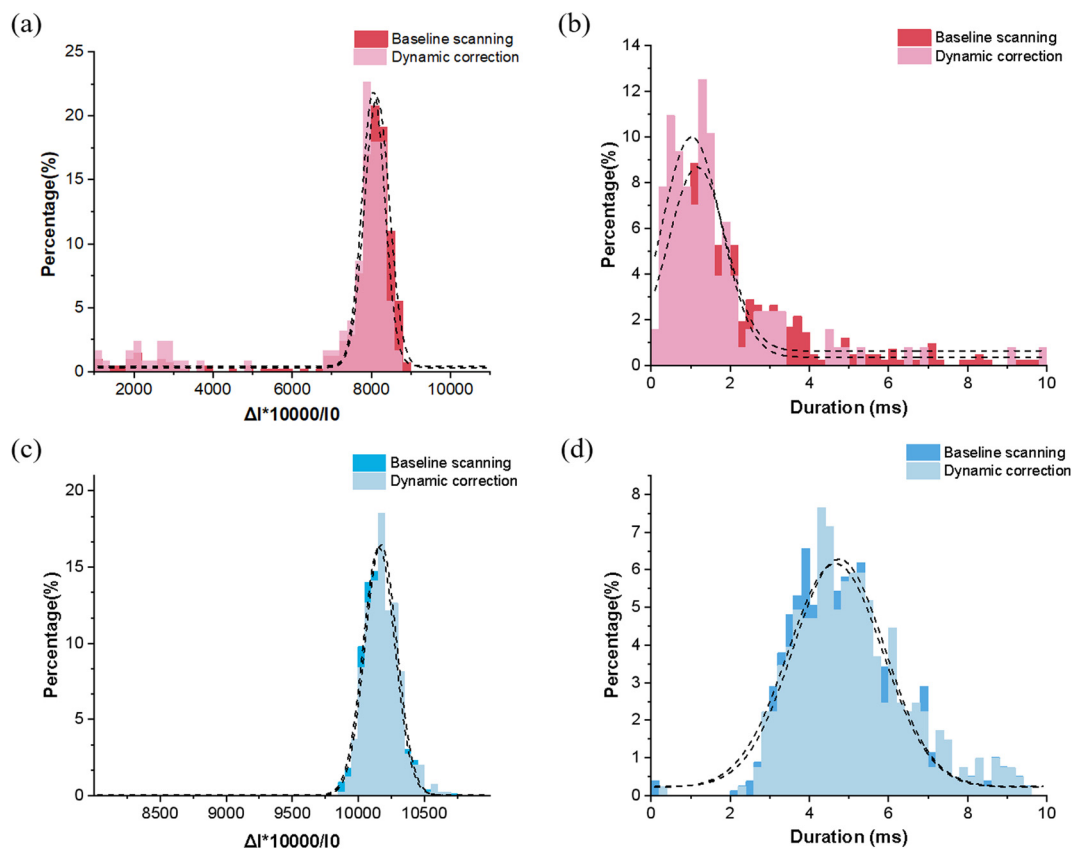 (a)
Baseline scanning
Dynamic correction
25
20
15
10
5
0
Percentage(%)
2000 4000 6000 8000 10000
ΔI*10000/I0
(b)
Baseline scanning
Dynamic correction
14
12
10
8
6
4
2
0
Percentage(%)
0 2 4 6 8 10
Duration (ms)
(c)
Baseline scanning
Dynamic correction
20
15
10
5
0
Percentage(%)
8500 9000 9500 10000 10500
ΔI*10000/I0
(d)
Baseline scanning
Dynamic correction
8
7
6
5
4
3
2
1
0
Percentage(%)
0 2 4 6 8 10
Duration (ms)